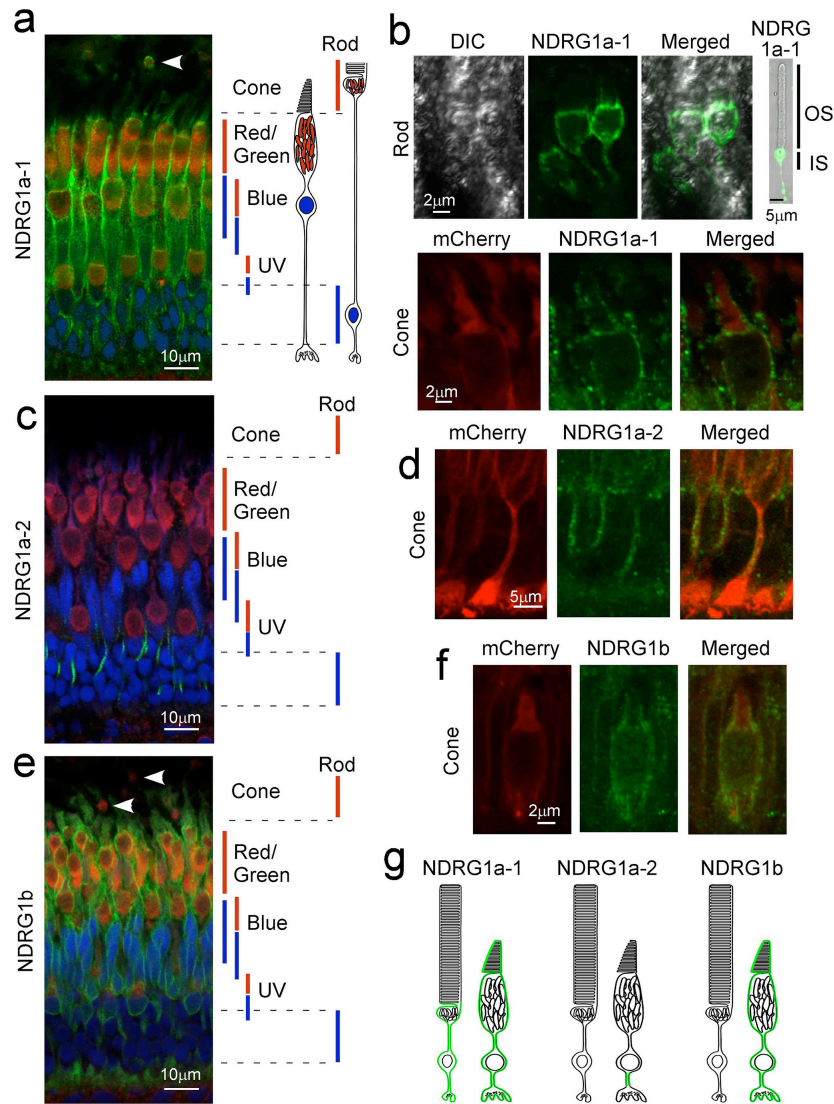 a
Rod
Cone
Red/
Green
Blue
UV
NDRG1a-1
10μm
b
DIC
NDRG1a-1
Merged
NDRG
1a-1
Rod
OS
IS
2μm
5μm
mCherry
NDRG1a-1
Merged
Cone
2μm
c
Rod
Cone
Red/
Green
Blue
UV
NDRG1a-2
10μm
d
mCherry
NDRG1a-2
Merged
Cone
5μm
e
Rod
Cone
Red/
Green
Blue
UV
NDRG1b
10μm
f
mCherry
NDRG1b
Merged
Cone
2μm
g
NDRG1a-1
NDRG1a-2
NDRG1b